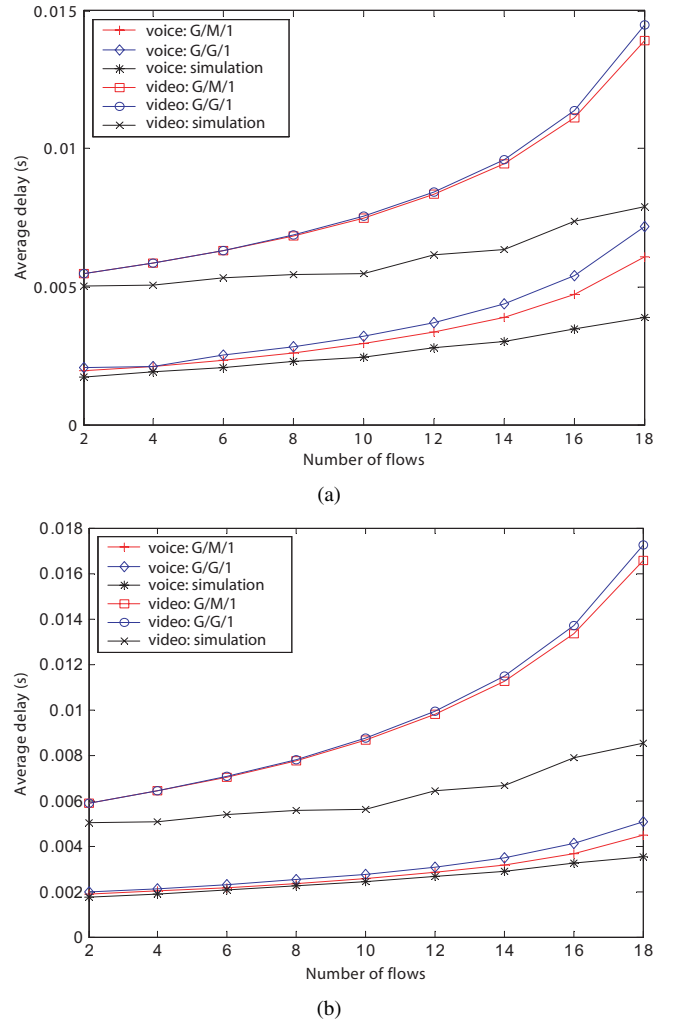 0.015
0.01
0.005
0
voice: G/M/1
voice: G/G/1
voice: simulation
video: G/M/1
video: G/G/1
video: simulation
Average delay (s)
2 4 6 8 10 12 14 16 18
Number of flows
(a)
0.018
0.016
0.014
0.012
0.01
0.008
0.006
0.004
0.002
0
voice: G/M/1
voice: G/G/1
voice: simulation
video: G/M/1
video: G/G/1
video: simulation
Average delay (s)
2 4 6 8 10 12 14 16 18
Number of flows
(b)